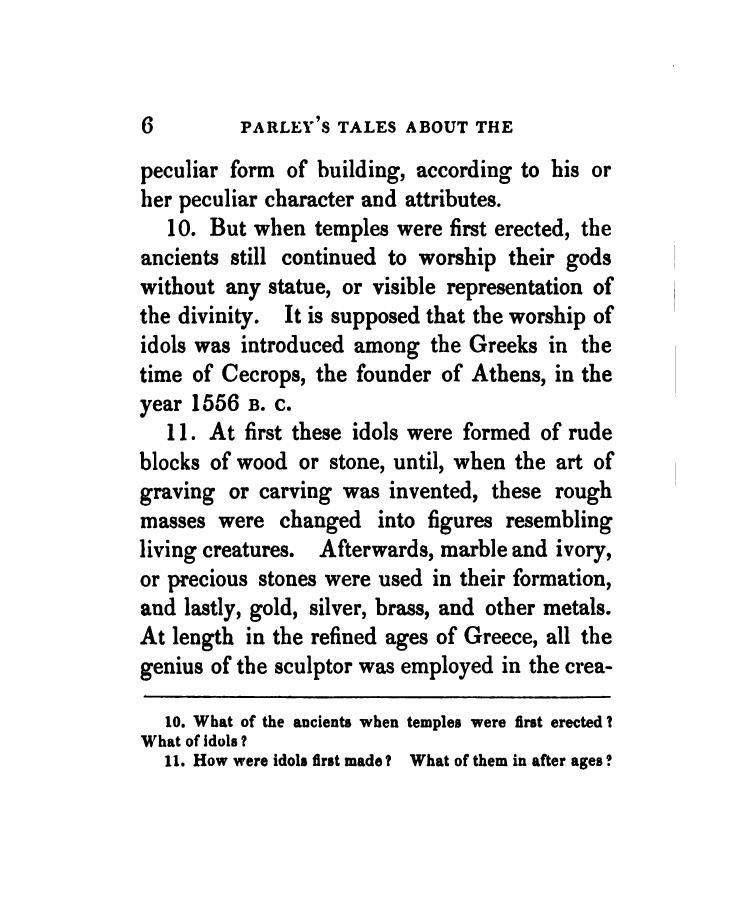 6 PARLEY'S TALES ABOUT THE
peculiar form of building, according to his or
her peculiar character and attributes.
10. But when temples were first erected, the
ancients still continued to worship their gods
without any statue, or visible representation of
the divinity. It is supposed that the worship of
idols was introduced among the Greeks in the
time of Cecrops, the founder of Athens, in the
year 1556 B. C.
11. At first these idols were formed of rude
blocks of wood or stone, until, when the art of
graving or carving was invented, these rough
masses were changed into figures resembling
living creatures. Afterwards, marble and ivory,
or precious stones were used in their formation,
and lastly, gold, silver, brass, and other metals.
At length in the refined ages of Greece, all the
genius of the sculptor was employed in the crea-
10. What of the ancients when temples were first erected?
What of idols?
11. How were idols first made? What of them in after ages?